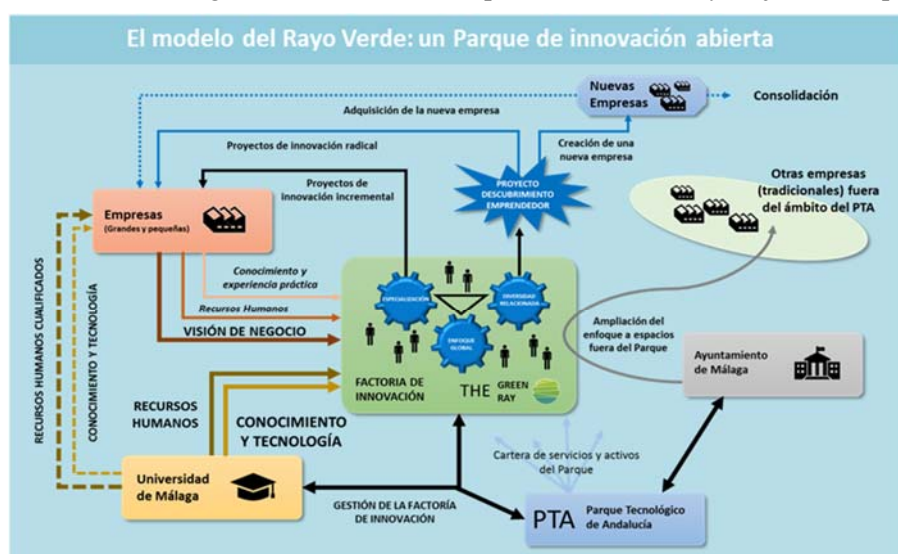 El modelo del Rayo Verde: un Parque de innovación abierta
Nuevas
Empresas
Consolidación
Adquisición de la nueva empresa
Creación de una
nueva empresa
Proyectos de innovación radical
Proyectos de
innovación incremental
PROYECTO
DESCUBRIMIENTO
EMPRENDEDOR
Otras empresas
(tradicionales) fuera
del ámbito del PTA
Empresas
(Grandes y pequeñas)
RECURSOS HUMANOS CUALIFICADOS
CONOCIMIENTO Y TECNOLOGÍA
Conocimiento y
experiencia práctica
Recursos Humanos
VISIÓN DE NEGOCIO
ESPECIALIZACIÓN
DIVERSIDAD
RELACIONADA
ENFOQUE
GLOBAL
FACTORIA DE
INNOVACIÓN
THE GREEN
RAY
Ampliación del
enfoque a espacios
fuera del Parque
Ayuntamiento
de Málaga
RECURSOS
HUMANOS
CONOCIMIENTO
Y TECNOLOGÍA
Universidad
de Málaga
GESTIÓN DE LA FACTORÍA
DE INNOVACIÓN
Cartera de servicios y activos
del Parque
PTA
Parque Tecnológico
de Andalucía